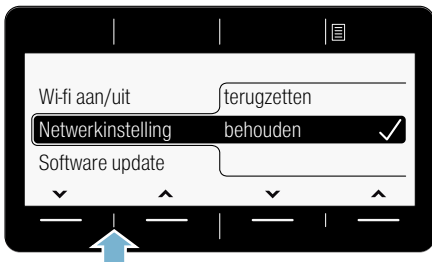 Wi-fi aan/uit terugzetten
Netwerkinstelling behouden
Software update